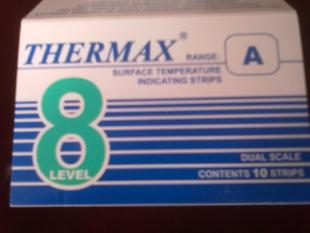 THERMAX®
RANGE: A
SURFACE TEMPERATURE
INDICATING STRIPS
8
LEVEL
DUAL SCALE
CONTENTS 10 STRIPS